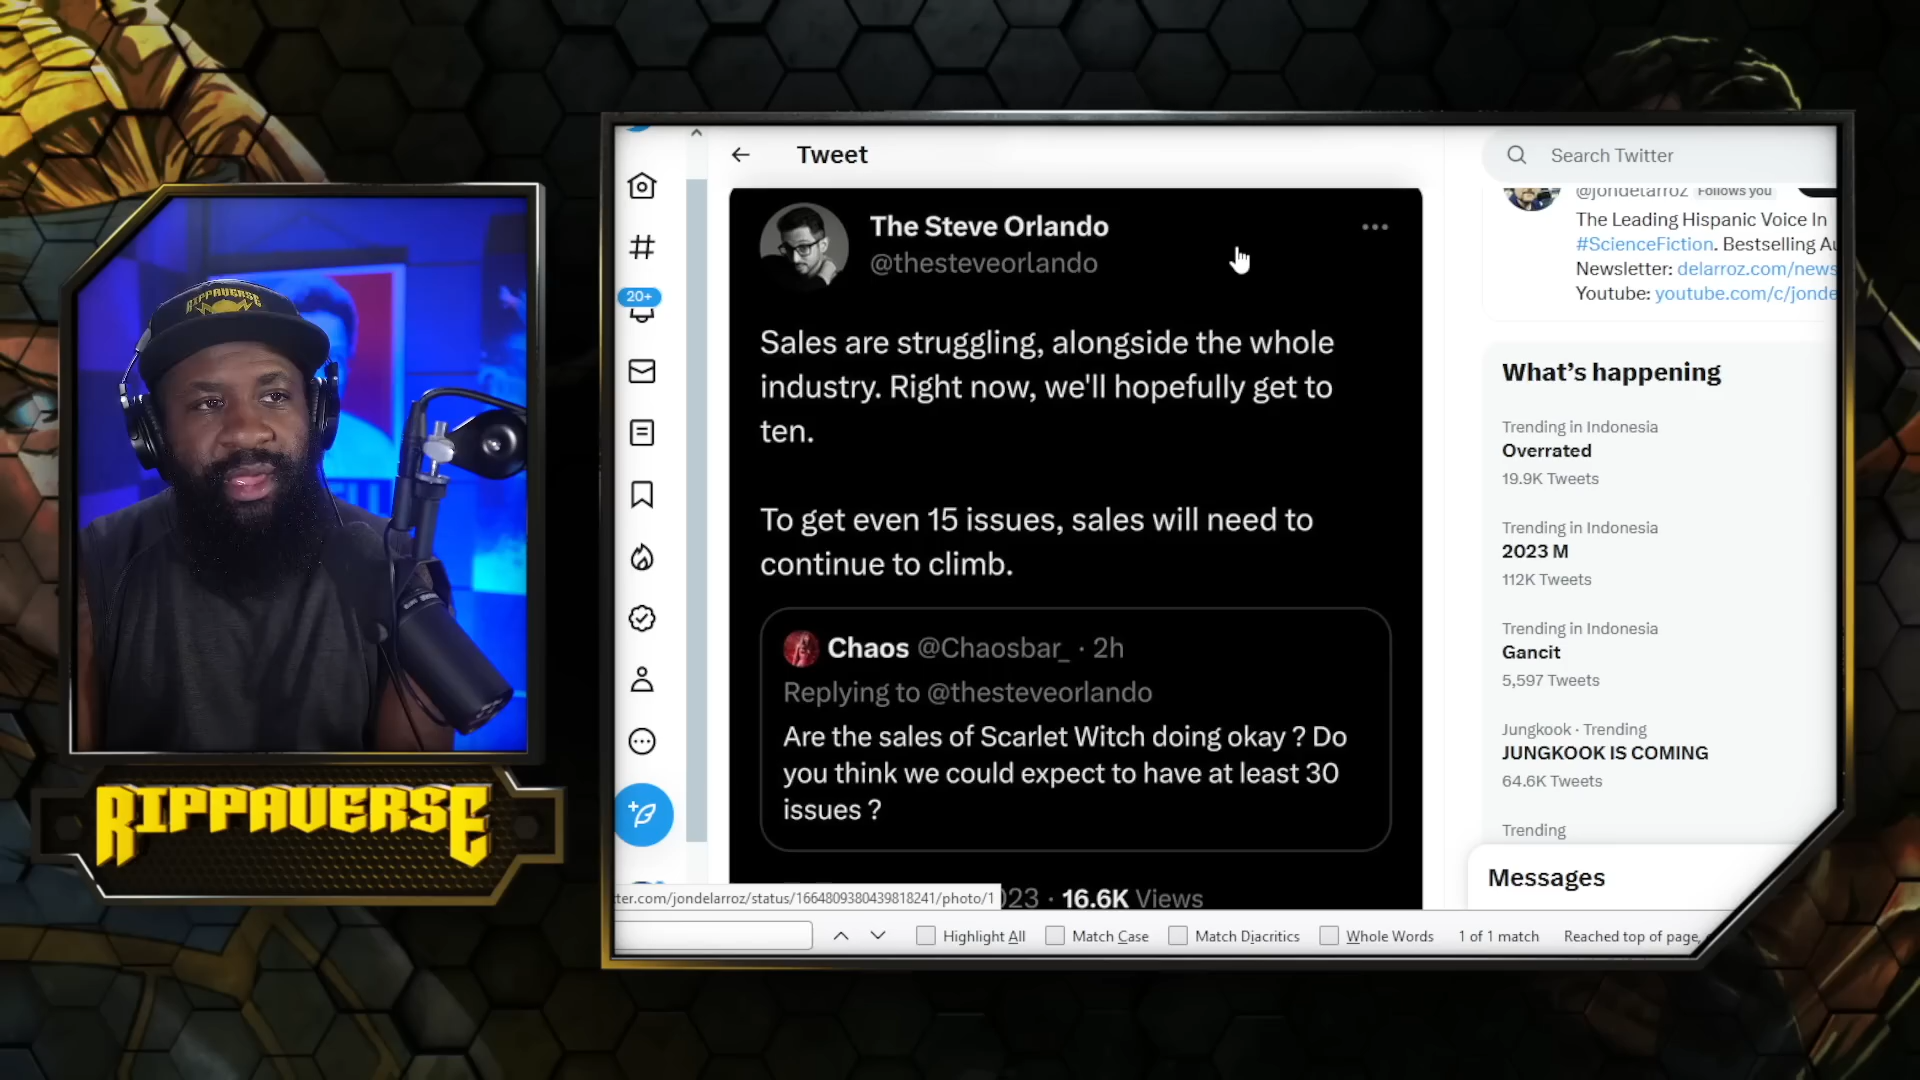 RIPPAVERSE
RIPPAVERSE
Tweet
The Steve Orlando
@thesteveorlando
Sales are struggling, alongside the whole
industry. Right now, we'll hopefully get to
ten.
To get even 15 issues, sales will need to
continue to climb.
Chaos @Chaosbar_ · 2h
Replying to @thesteveorlando
Are the sales of Scarlet Witch doing okay ? Do
you think we could expect to have at least 30
issues ?
23 · 16.6K Views
tter.com/jondelarroz/status/1664809380439818241/photo/1
20+
Search Twitter
@jondelarroz Follows you
The Leading Hispanic Voice In
#ScienceFiction. Bestselling Au
Newsletter: delarroz.com/news
Youtube: youtube.com/c/jonde
What's happening
Trending in Indonesia
Overrated
19.9K Tweets
Trending in Indonesia
2023 M
112K Tweets
Trending in Indonesia
Gancit
5,597 Tweets
Jungkook · Trending
JUNGKOOK IS COMING
64.6K Tweets
Trending
Messages
Highlight All Match Case Match Diacritics Whole Words 1 of 1 match Reached top of page,